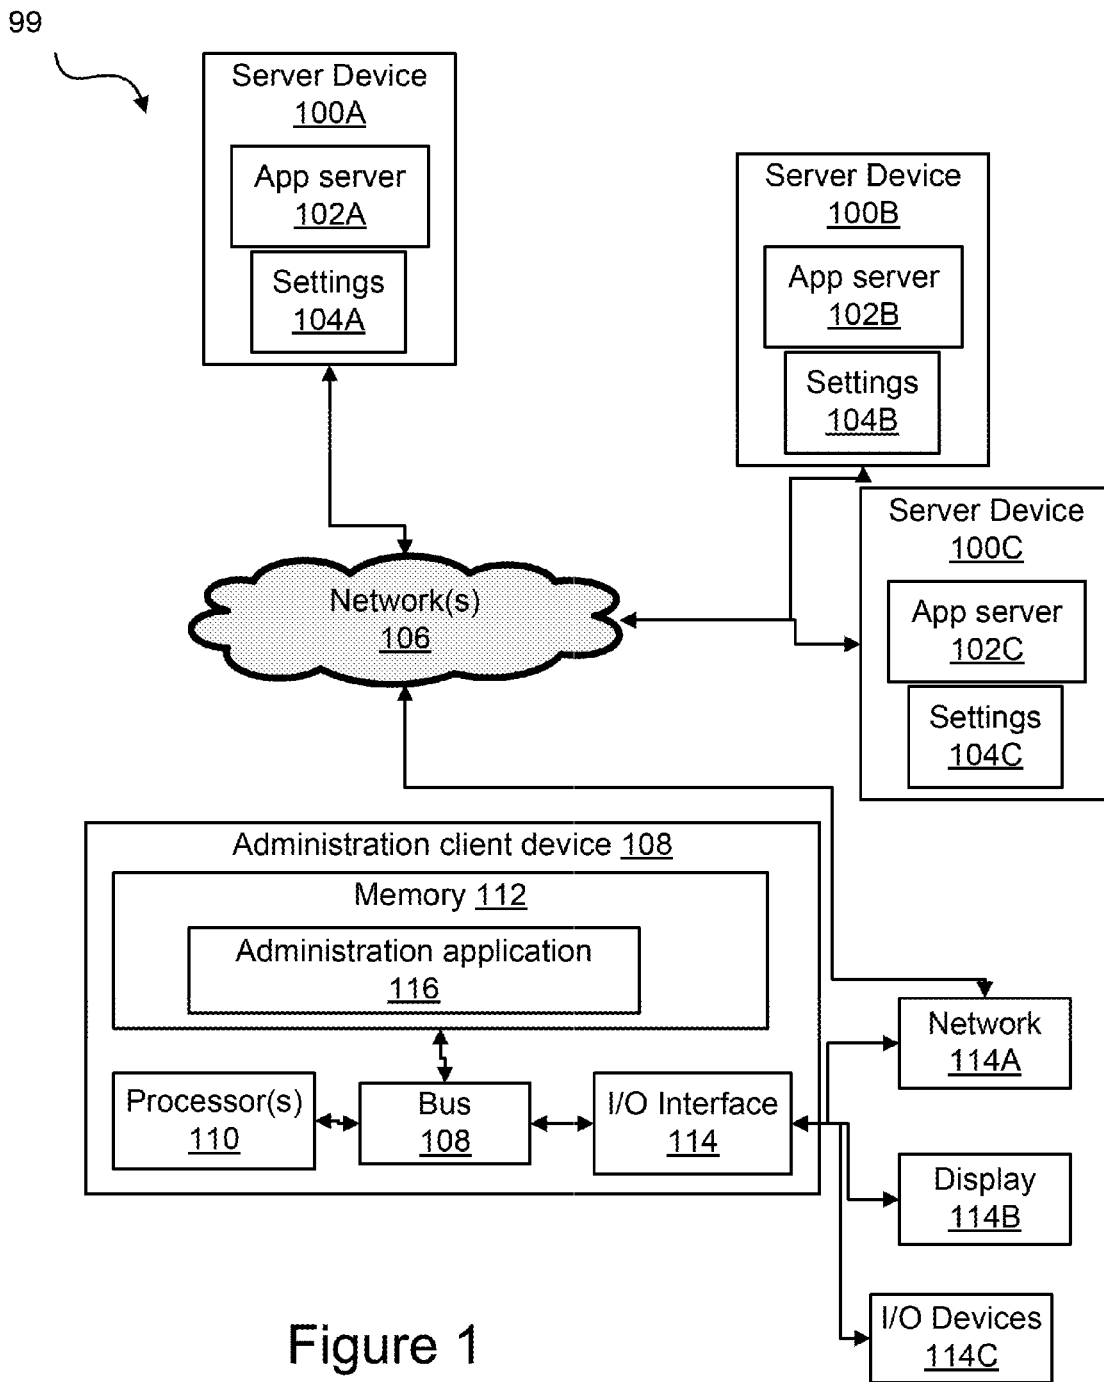 99
Server Device
100A
App server
102A
Settings
104A
Server Device
100B
App server
102B
Settings
104B
Server Device
100C
App server
102C
Settings
104C
Network(s)
106
Administration client device 108
Memory 112
Administration application
116
Processor(s)
110
Bus
108
I/O Interface
114
Network
114A
Display
114B
I/O Devices
114C
Figure 1